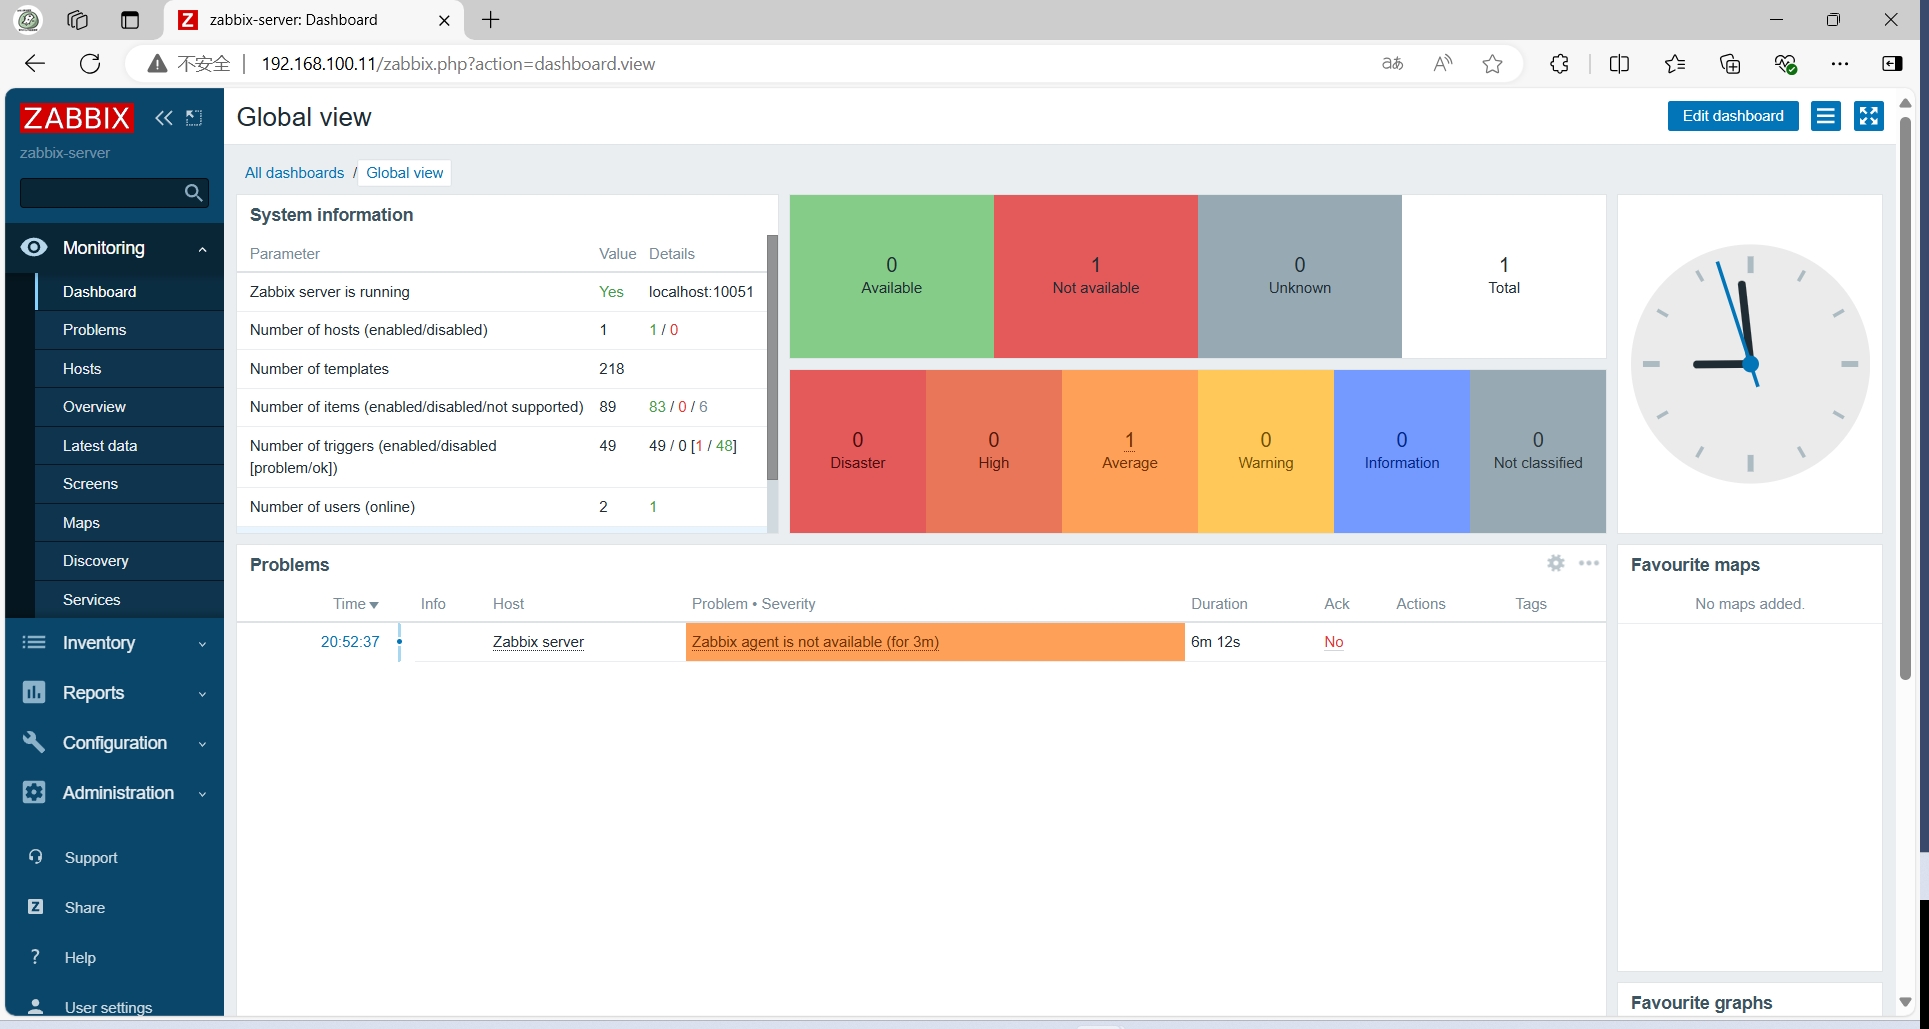 zabbix-server: Dashboard
不安全 192.168.100.11/zabbix.php?action=dashboard.view
ZABBIX
zabbix-server
Monitoring
Dashboard
Problems
Hosts
Overview
Latest data
Screens
Maps
Discovery
Services
Inventory
Reports
Configuration
Administration
Support
Share
Help
User settings
Global view
Edit dashboard
All dashboards / Global view
System information
Parameter Value Details
Zabbix server is running Yes localhost:10051
Number of hosts (enabled/disabled) 1 1 / 0
Number of templates 218
Number of items (enabled/disabled/not supported) 89 83 / 0 / 6
Number of triggers (enabled/disabled [problem/ok]) 49 49 / 0 [1 / 48]
Number of users (online) 2 1
0 Available
1 Not available
0 Unknown
1 Total
0 Disaster
0 High
1 Average
0 Warning
0 Information
0 Not classified
Problems
Time Info Host Problem • Severity Duration Ack Actions Tags
20:52:37 Zabbix server Zabbix agent is not available (for 3m) 6m 12s No
Favourite maps
No maps added.
Favourite graphs